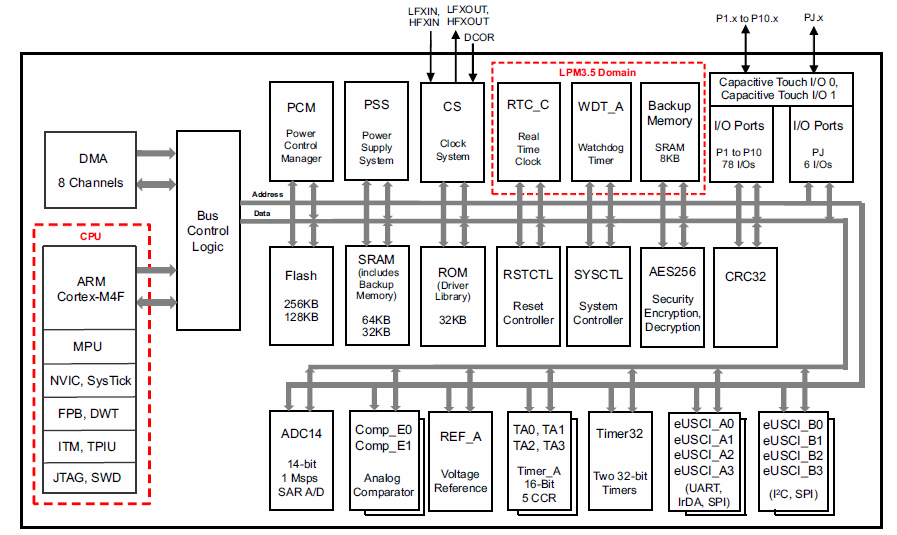 LFXIN,
HFXIN
LFXOUT,
HFXOUT
DCOR
P1.x to P10.x
PJ.x
LPM3.5 Domain
Capacitive Touch I/O 0,
Capacitive Touch I/O 1
PCM
Power
Control
Manager
PSS
Power
Supply
System
CS
Clock
System
RTC_C
Real
Time
Clock
WDT_A
Watchdog
Timer
Backup
Memory
SRAM
8KB
I/O Ports
P1 to P10
78 I/Os
I/O Ports
PJ
6 I/Os
DMA
8 Channels
Bus
Control
Logic
Address
Data
CPU
ARM
Cortex-M4F
MPU
NVIC, SysTick
FPB, DWT
ITM, TPIU
JTAG, SWD
Flash
256KB
128KB
SRAM
(includes
Backup
Memory)
64KB
32KB
ROM
(Driver
Library)
32KB
RSTCTL
Reset
Controller
SYSCTL
System
Controller
AES256
Security
Encryption,
Decryption
CRC32
ADC14
14-bit
1 Msps
SAR A/D
Comp_E0
Comp_E1
Analog
Comparator
REF_A
Voltage
Reference
TA0, TA1
TA2, TA3
Timer_A
16-Bit
5 CCR
Timer32
Two 32-bit
Timers
eUSCI_A0
eUSCI_A1
eUSCI_A2
eUSCI_A3
(UART,
IrDA, SPI)
eUSCI_B0
eUSCI_B1
eUSCI_B2
eUSCI_B3
(I²C, SPI)